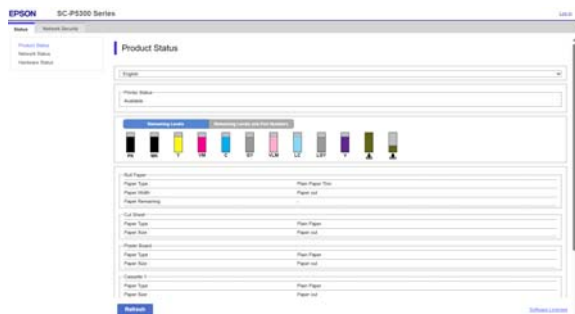 EPSON SC-P5300 Series
Log in
Status Network Security
Product Status
Network Status
Hardware Status
Product Status
English
Printer Status
Available
Remaining Levels Remaining Levels and Part Numbers
PK MK Y VM C GY VLM LC LGY V
Roll Paper
Paper Type Plain Paper Thin
Paper Width Paper out
Paper Remaining -
Cut Sheet
Paper Type Plain Paper
Paper Size Paper out
Poster Board
Paper Type Plain Paper
Paper Size Paper out
Cassette 1
Paper Type Plain Paper
Paper Size Paper out
Refresh
Software Licenses